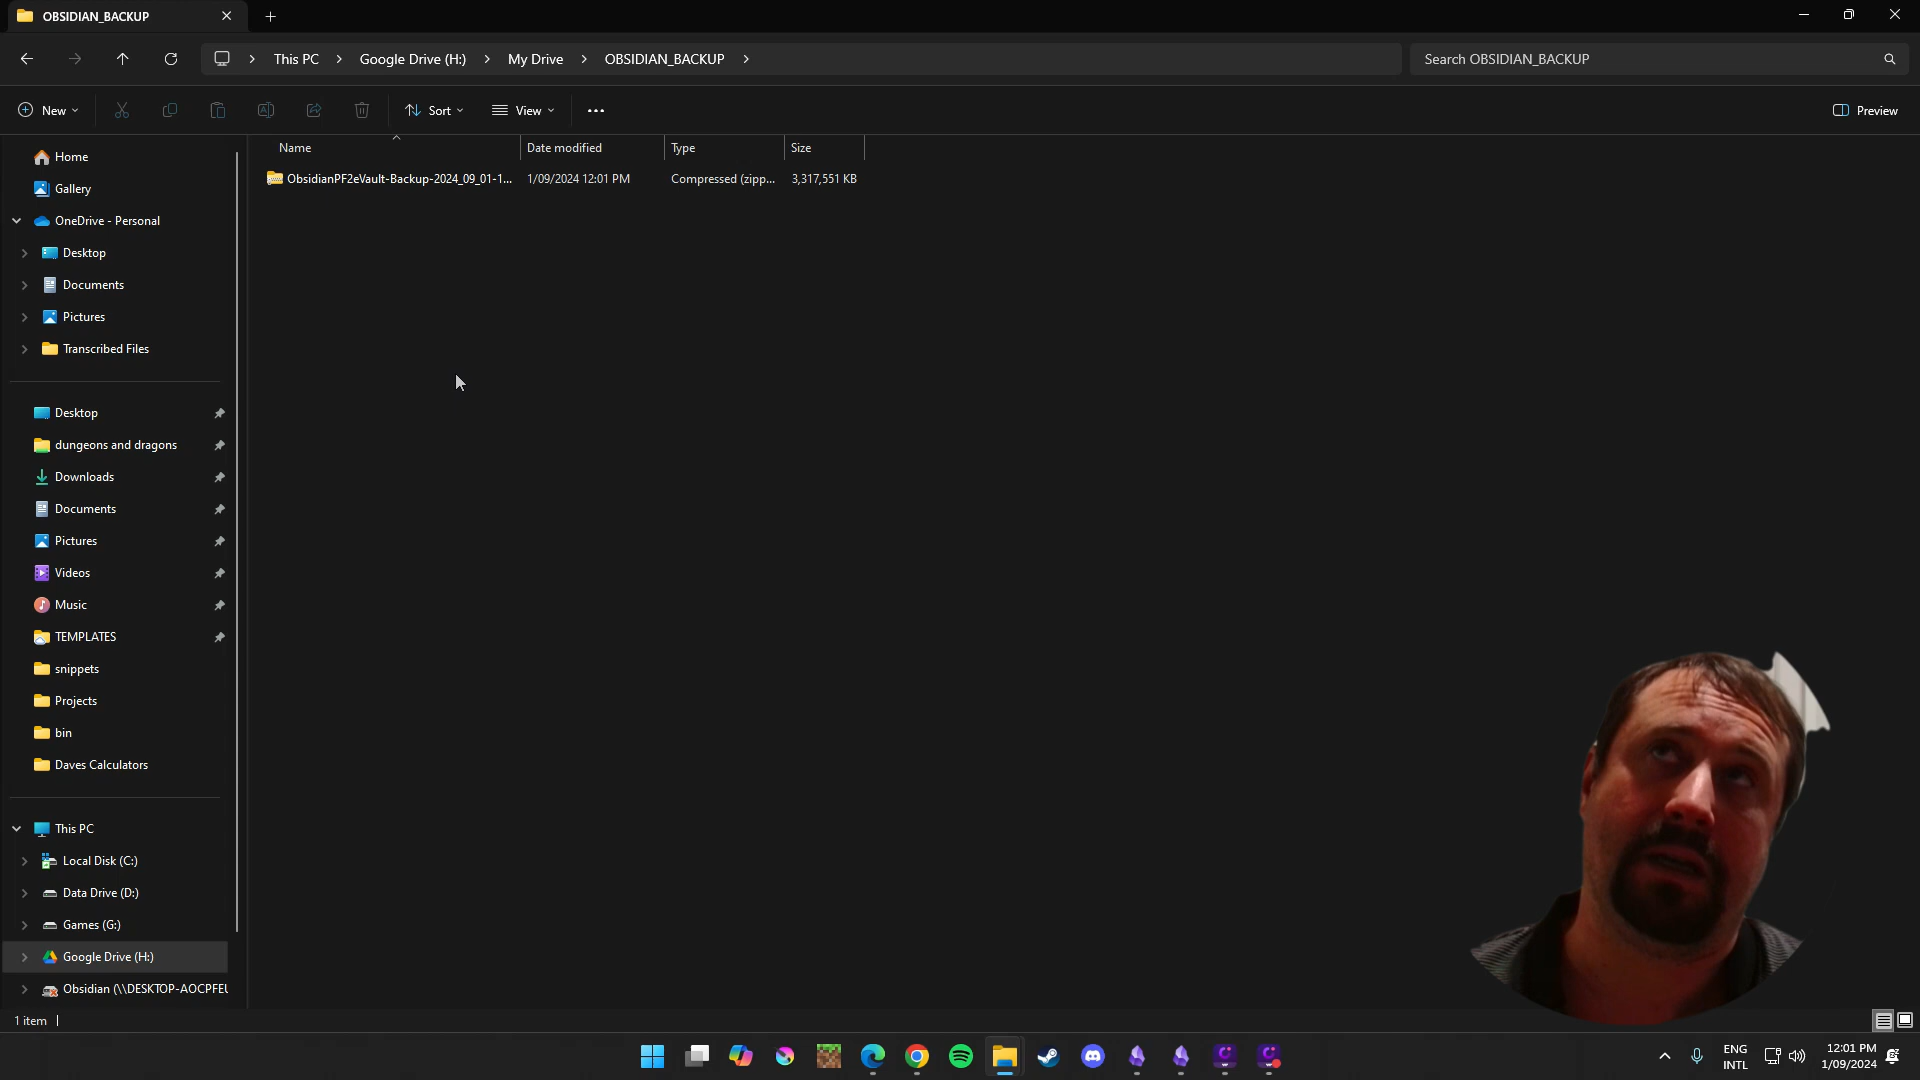 OBSIDIAN_BACKUP
This PC > Google Drive (H:) > My Drive > OBSIDIAN_BACKUP >
Search OBSIDIAN_BACKUP
New
Sort
View
Preview
Name
Date modified
Type
Size
ObsidianPF2eVault-Backup-2024_09_01-1...
1/09/2024 12:01 PM
Compressed (zipp...
3,317,551 KB
Home
Gallery
OneDrive - Personal
Desktop
Documents
Pictures
Transcribed Files
Desktop
dungeons and dragons
Downloads
Documents
Pictures
Videos
Music
TEMPLATES
snippets
Projects
bin
Daves Calculators
This PC
Local Disk (C:)
Data Drive (D:)
Games (G:)
Google Drive (H:)
Obsidian (\\DESKTOP-AOCPFEU
1 item
ENG
INTL
12:01 PM
1/09/2024